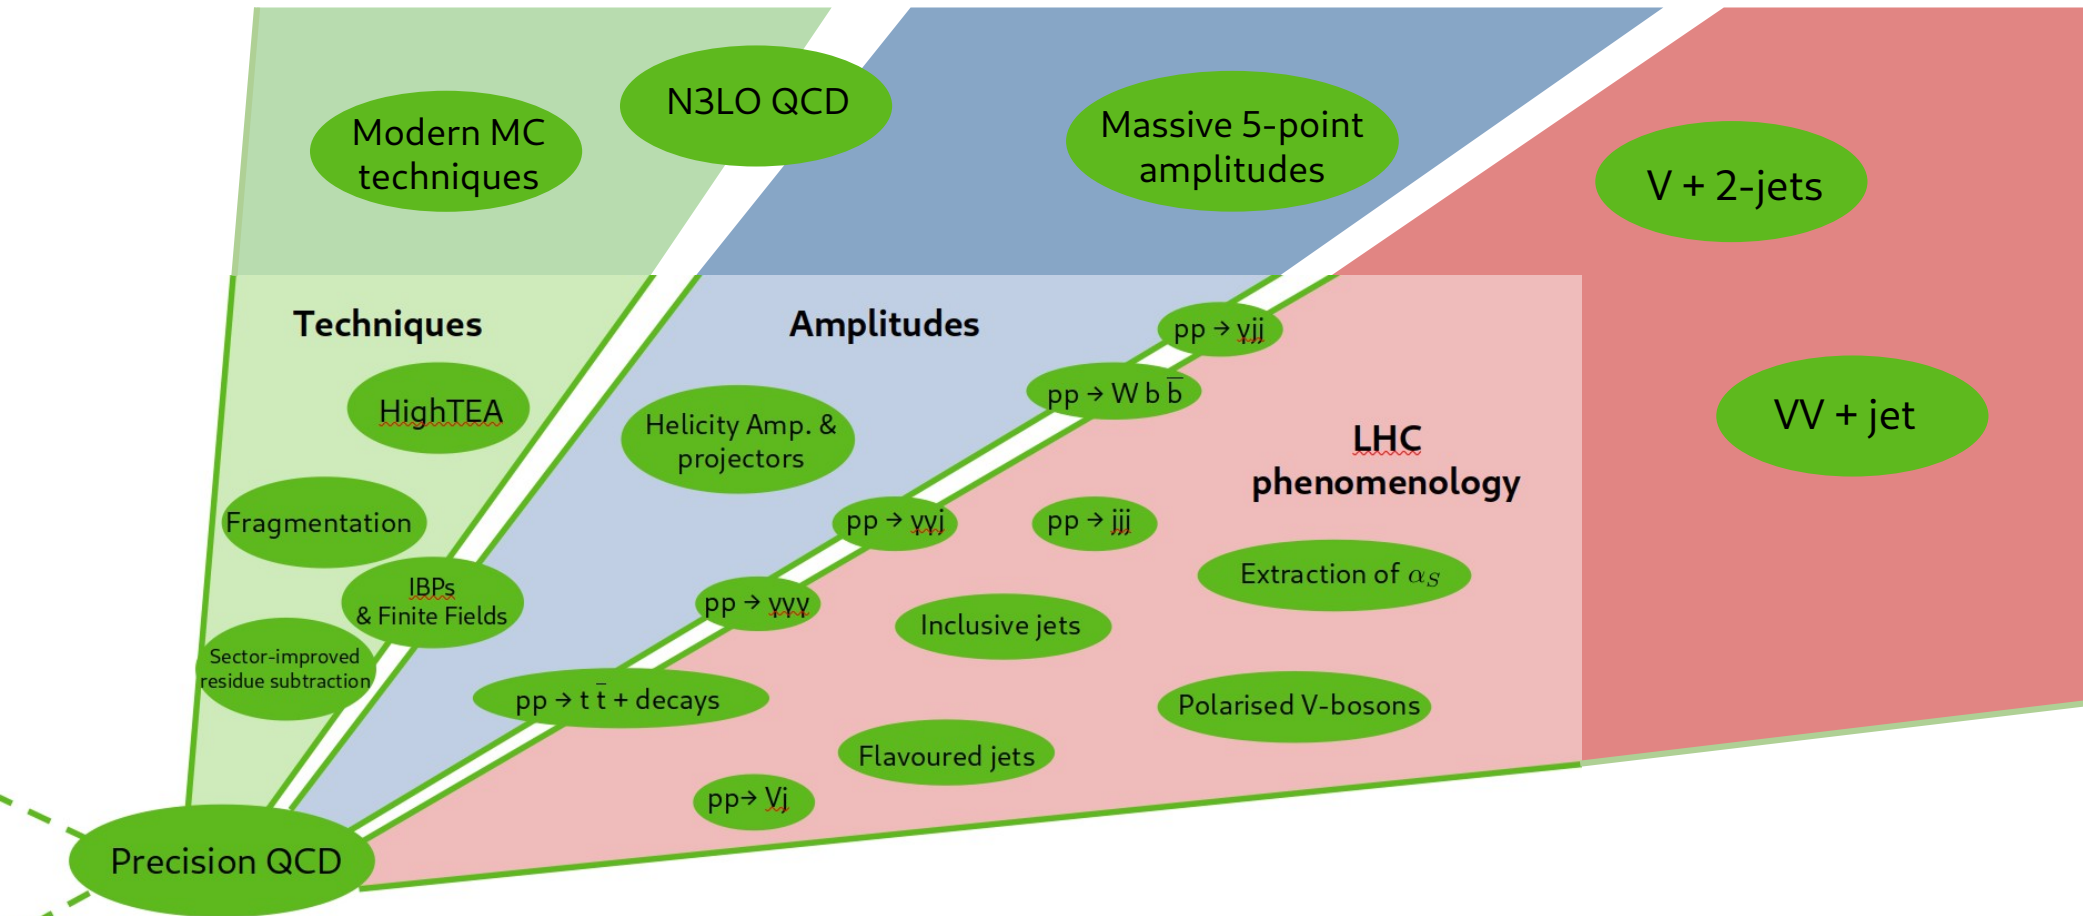 N3LO QCD
Modern MC
techniques
Massive 5-point
amplitudes
V + 2-jets
Techniques
Amplitudes
pp → γjj
HighTEA
pp → W b b̅
VV + jet
Helicity Amp. &
projectors
LHC
phenomenology
Fragmentation
pp → γγj
pp → jjj
IBPs
& Finite Fields
Extraction of α_S
pp → γγγ
Inclusive jets
Sector-improved
residue subtraction
pp → t t̅ + decays
Polarised V-bosons
Flavoured jets
pp→ Vj
Precision QCD